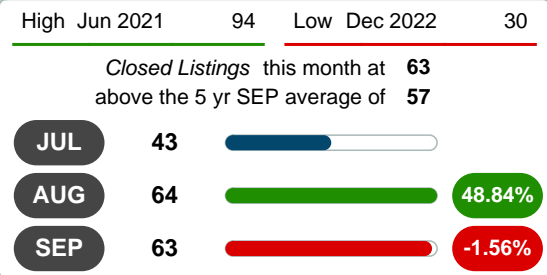 High Jun 2021 94 Low Dec 2022 30
Closed Listings this month at 63
above the 5 yr SEP average of 57
JUL 43
AUG 64 48.84%
SEP 63 -1.56%